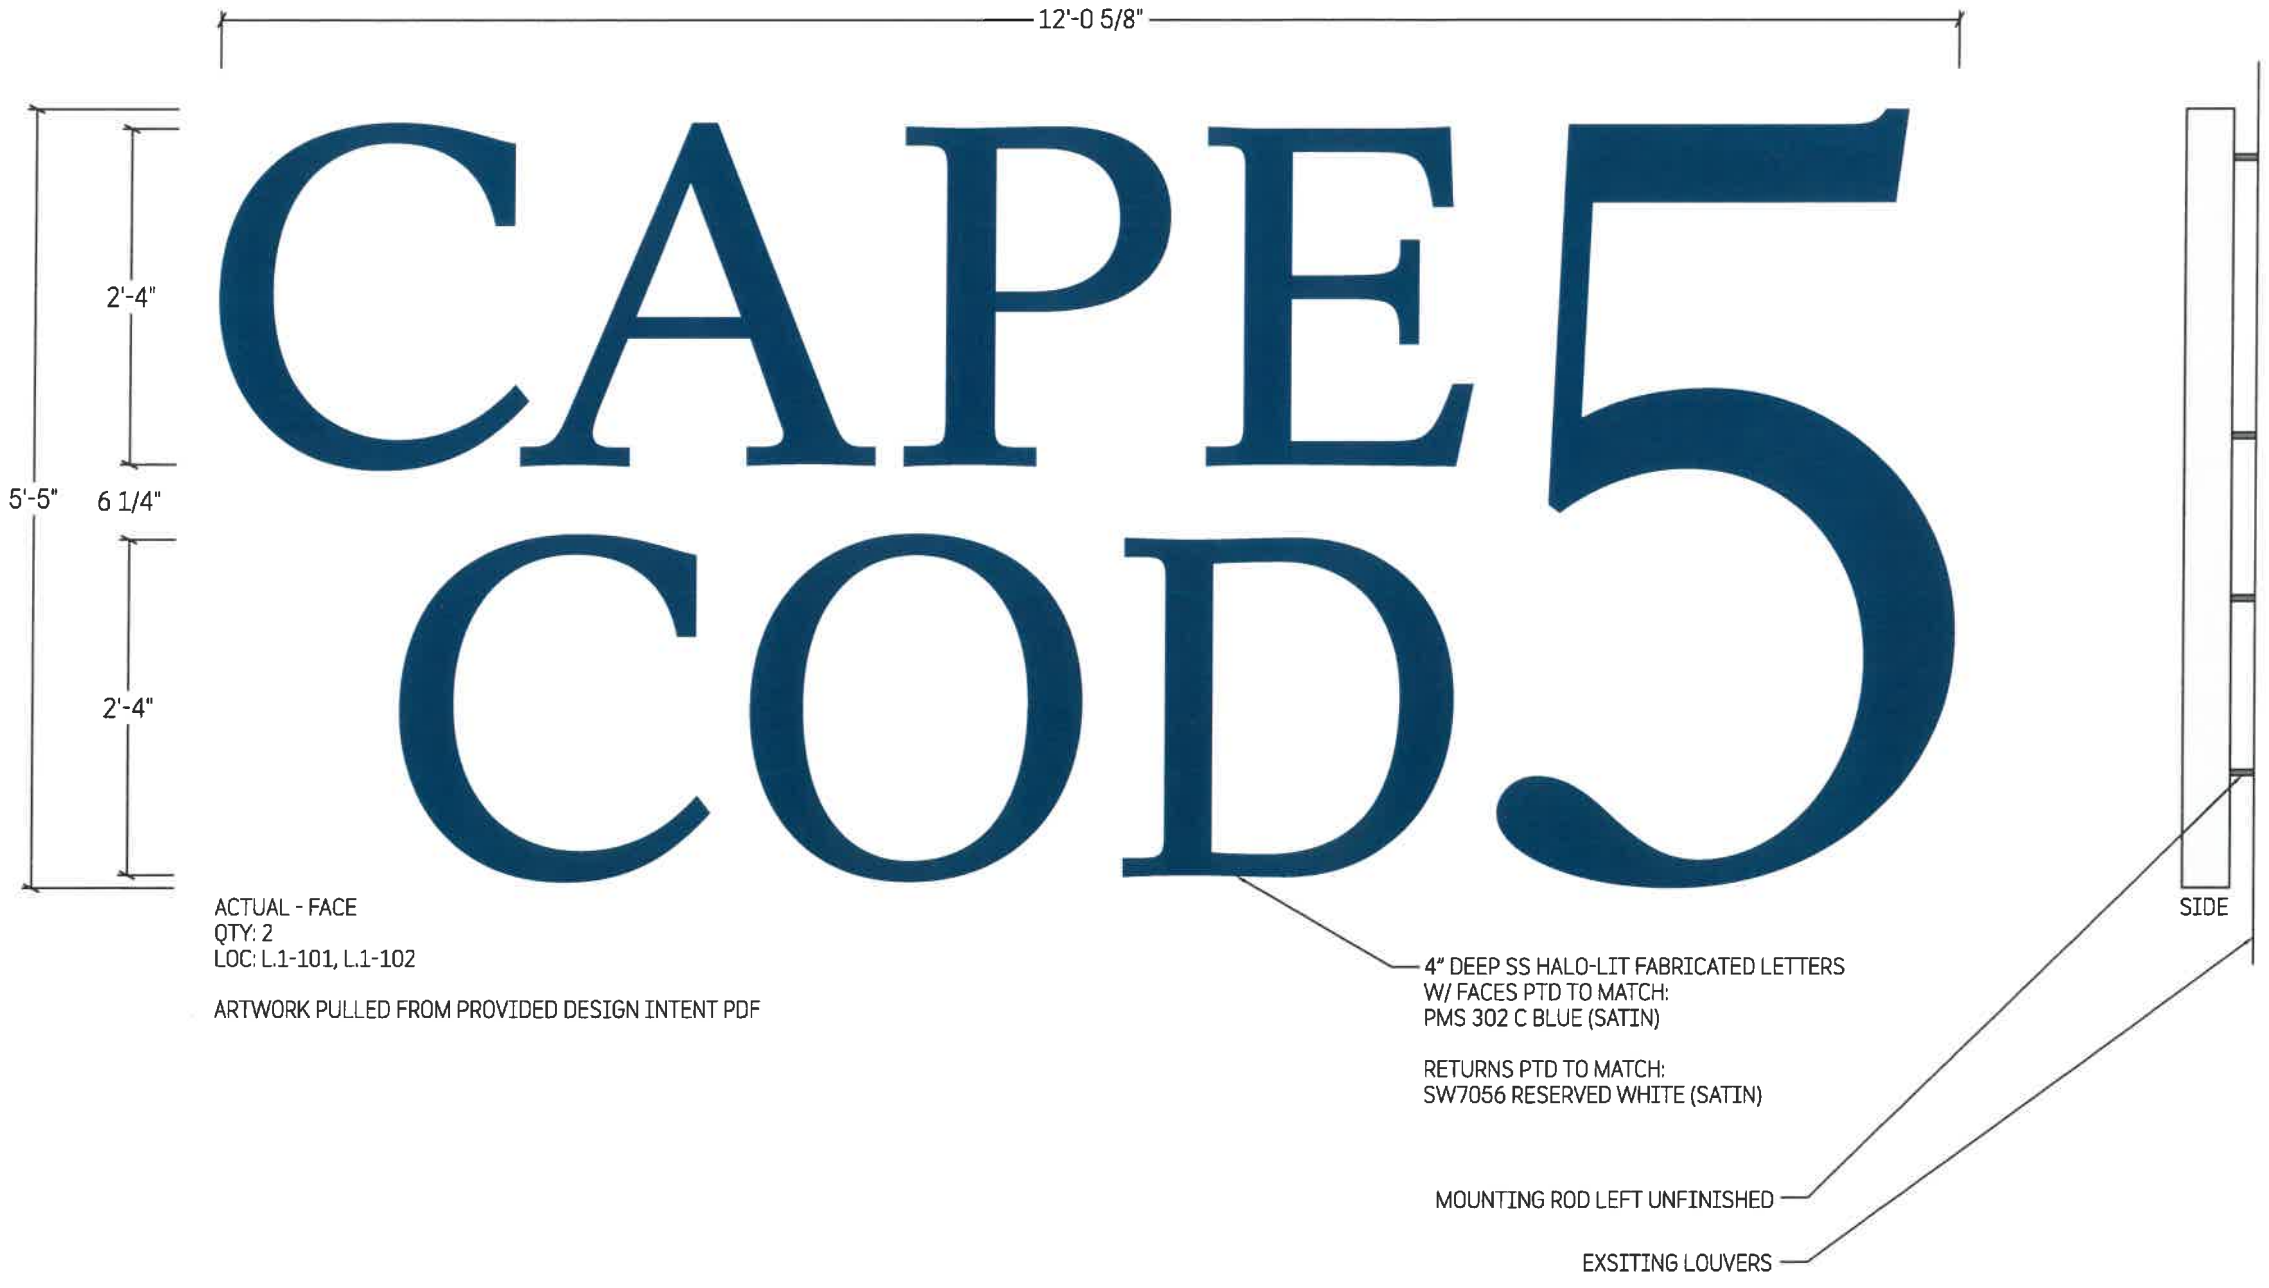 12'-0 5/8"
CAPE 5
COD
2'-4"
5'-5"
6 1/4"
2'-4"
ACTUAL - FACE
QTY: 2
LOC: L.1-101, L.1-102
ARTWORK PULLED FROM PROVIDED DESIGN INTENT PDF
SIDE
4" DEEP SS HALO-LIT FABRICATED LETTERS
W/ FACES PTD TO MATCH:
PMS 302 C BLUE (SATIN)
RETURNS PTD TO MATCH:
SW7056 RESERVED WHITE (SATIN)
MOUNTING ROD LEFT UNFINISHED
EXSITING LOUVERS